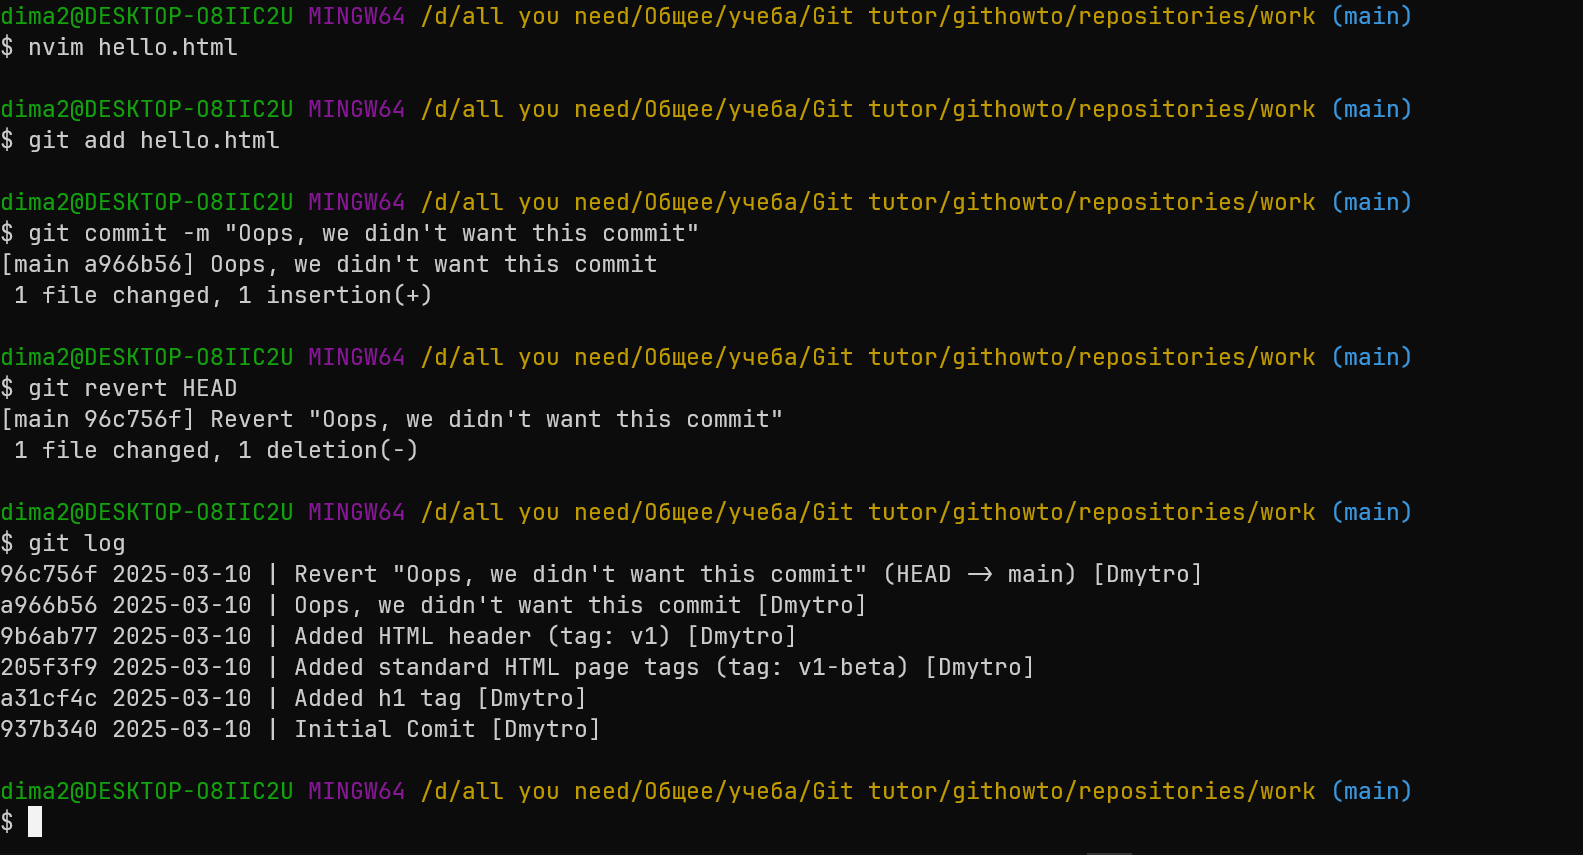 dima2@DESKTOP-O8IIC2U MINGW64 /d/all you need/Общее/учеба/Git tutor/githowto/repositories/work (main)
$ nvim hello.html
dima2@DESKTOP-O8IIC2U MINGW64 /d/all you need/Общее/учеба/Git tutor/githowto/repositories/work (main)
$ git add hello.html
dima2@DESKTOP-O8IIC2U MINGW64 /d/all you need/Общее/учеба/Git tutor/githowto/repositories/work (main)
$ git commit -m "Oops, we didn't want this commit"
[main a966b56] Oops, we didn't want this commit
 1 file changed, 1 insertion(+)
dima2@DESKTOP-O8IIC2U MINGW64 /d/all you need/Общее/учеба/Git tutor/githowto/repositories/work (main)
$ git revert HEAD
[main 96c756f] Revert "Oops, we didn't want this commit"
 1 file changed, 1 deletion(-)
dima2@DESKTOP-O8IIC2U MINGW64 /d/all you need/Общее/учеба/Git tutor/githowto/repositories/work (main)
$ git log
96c756f 2025-03-10 | Revert "Oops, we didn't want this commit" (HEAD -> main) [Dmytro]
a966b56 2025-03-10 | Oops, we didn't want this commit [Dmytro]
9b6ab77 2025-03-10 | Added HTML header (tag: v1) [Dmytro]
205f3f9 2025-03-10 | Added standard HTML page tags (tag: v1-beta) [Dmytro]
a31cf4c 2025-03-10 | Added h1 tag [Dmytro]
937b340 2025-03-10 | Initial Comit [Dmytro]
dima2@DESKTOP-O8IIC2U MINGW64 /d/all you need/Общее/учеба/Git tutor/githowto/repositories/work (main)
$